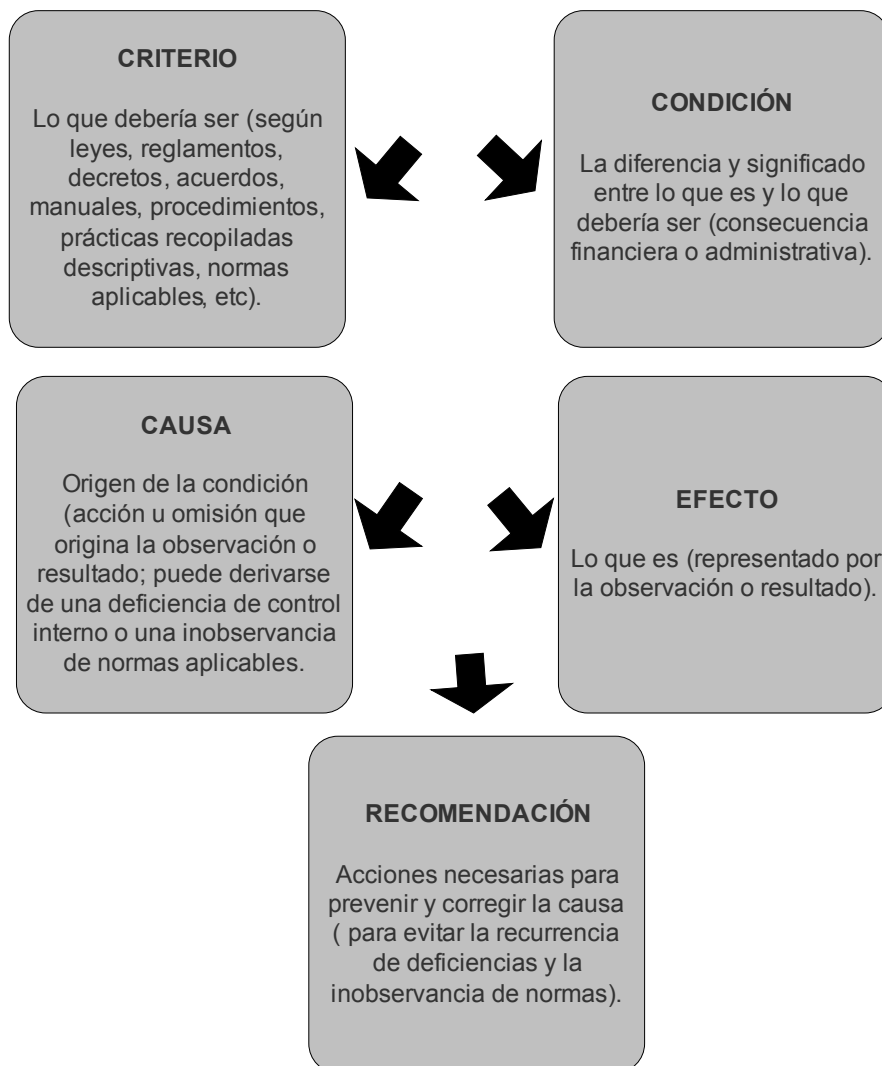 CRITERIO
Lo que debería ser (según
leyes, reglamentos,
decretos, acuerdos,
manuales, procedimientos,
prácticas recopiladas
descriptivas, normas
aplicables, etc).
CONDICIÓN
La diferencia y significado
entre lo que es y lo que
debería ser (consecuencia
financiera o administrativa).
CAUSA
Origen de la condición
(acción u omisión que
origina la observación o
resultado; puede derivarse
de una deficiencia de control
interno o una inobservancia
de normas aplicables.
EFECTO
Lo que es (representado por
la observación o resultado).
RECOMENDACIÓN
Acciones necesarias para
prevenir y corregir la causa
( para evitar la recurrencia
de deficiencias y la
inobservancia de normas).